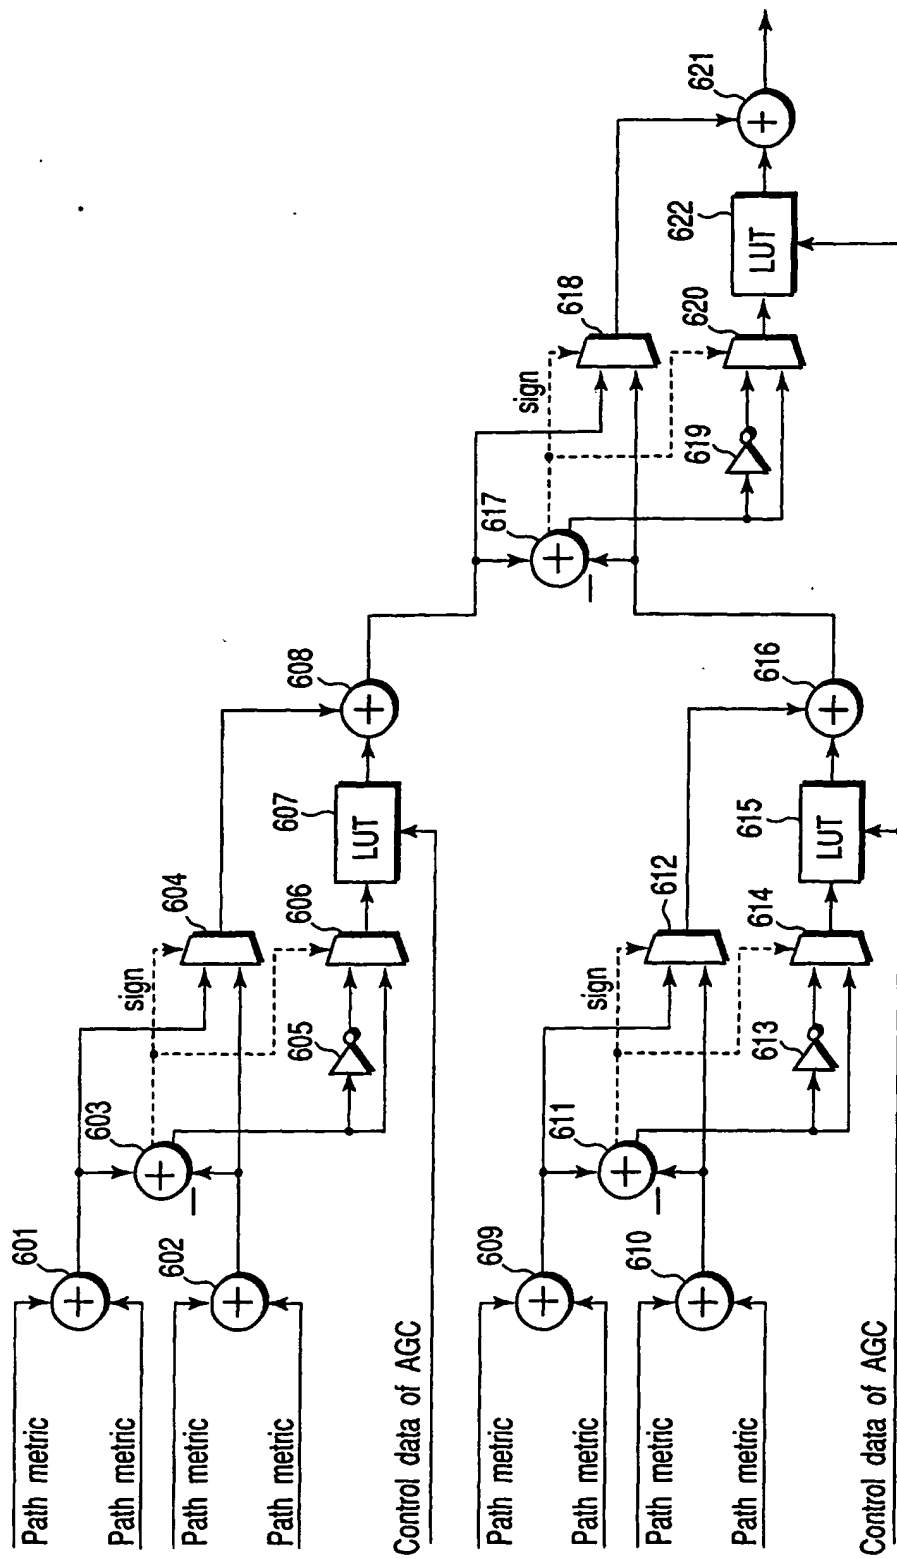 Path metric
Path metric
Path metric
Path metric
Control data of AGC
601
602
603
sign
604
605
606
607
LUT
608
Path metric
Path metric
Path metric
Path metric
Control data of AGC
609
610
611
sign
612
613
614
615
LUT
616
617
sign
618
619
620
622
LUT
621